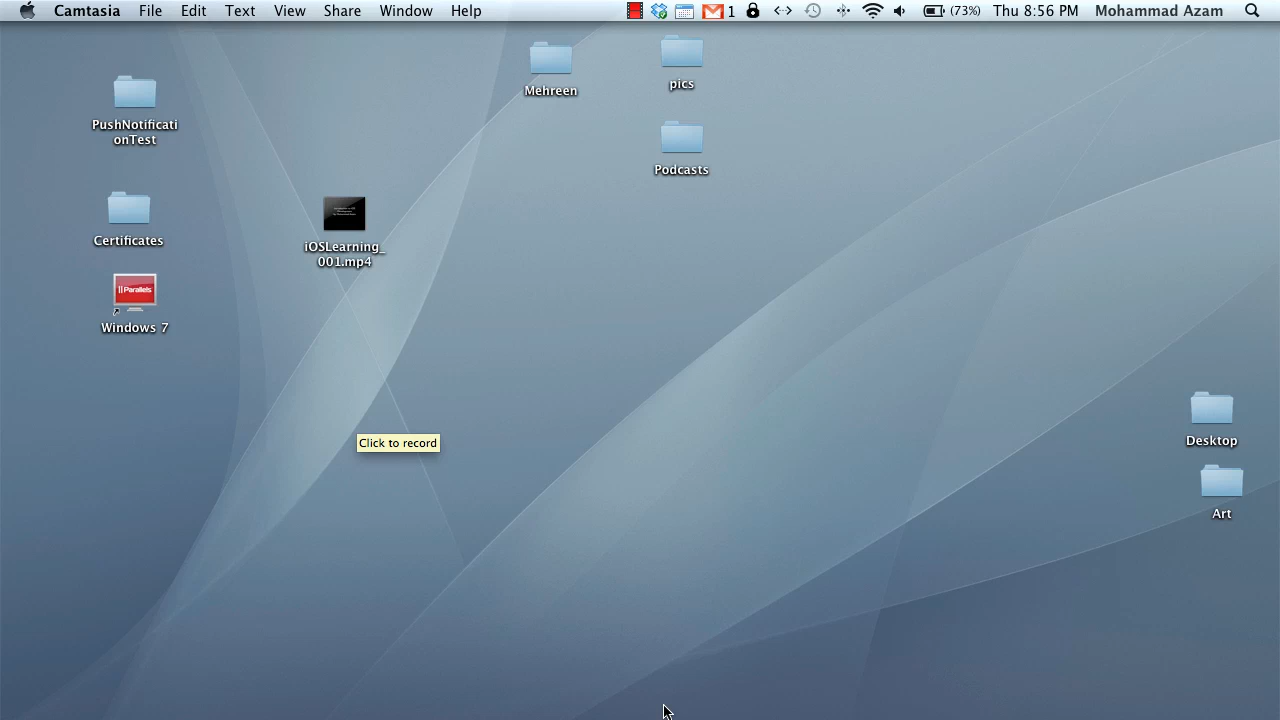 Camtasia File Edit Text View Share Window Help 1 (73%) Thu 8:56 PM Mohammad Azam
Mehreen
pics
PushNotificati
onTest
Podcasts
Certificates
iOSLearning_
001.mp4
||Parallels
Windows 7
Click to record
Desktop
Art